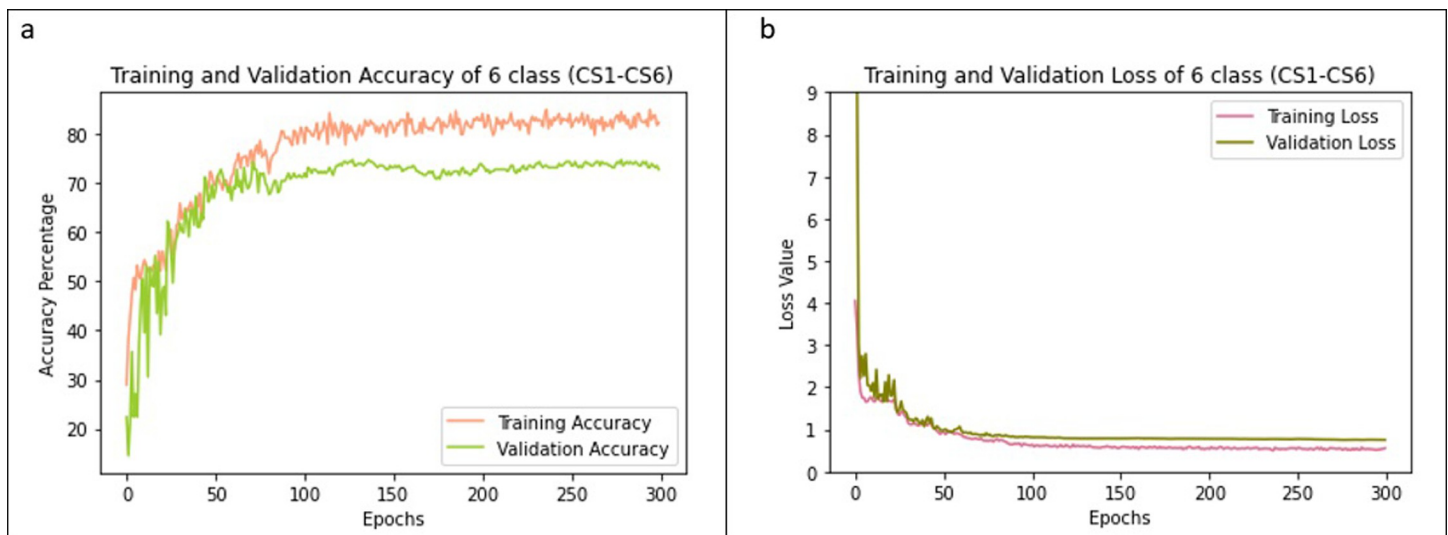 a
Training and Validation Accuracy of 6 class (CS1-CS6)
Accuracy Percentage
80
70
60
50
40
30
20
Training Accuracy
Validation Accuracy
0 50 100 150 200 250 300
Epochs
b
Training and Validation Loss of 6 class (CS1-CS6)
Loss Value
9
8
7
6
5
4
3
2
1
0
Training Loss
Validation Loss
0 50 100 150 200 250 300
Epochs